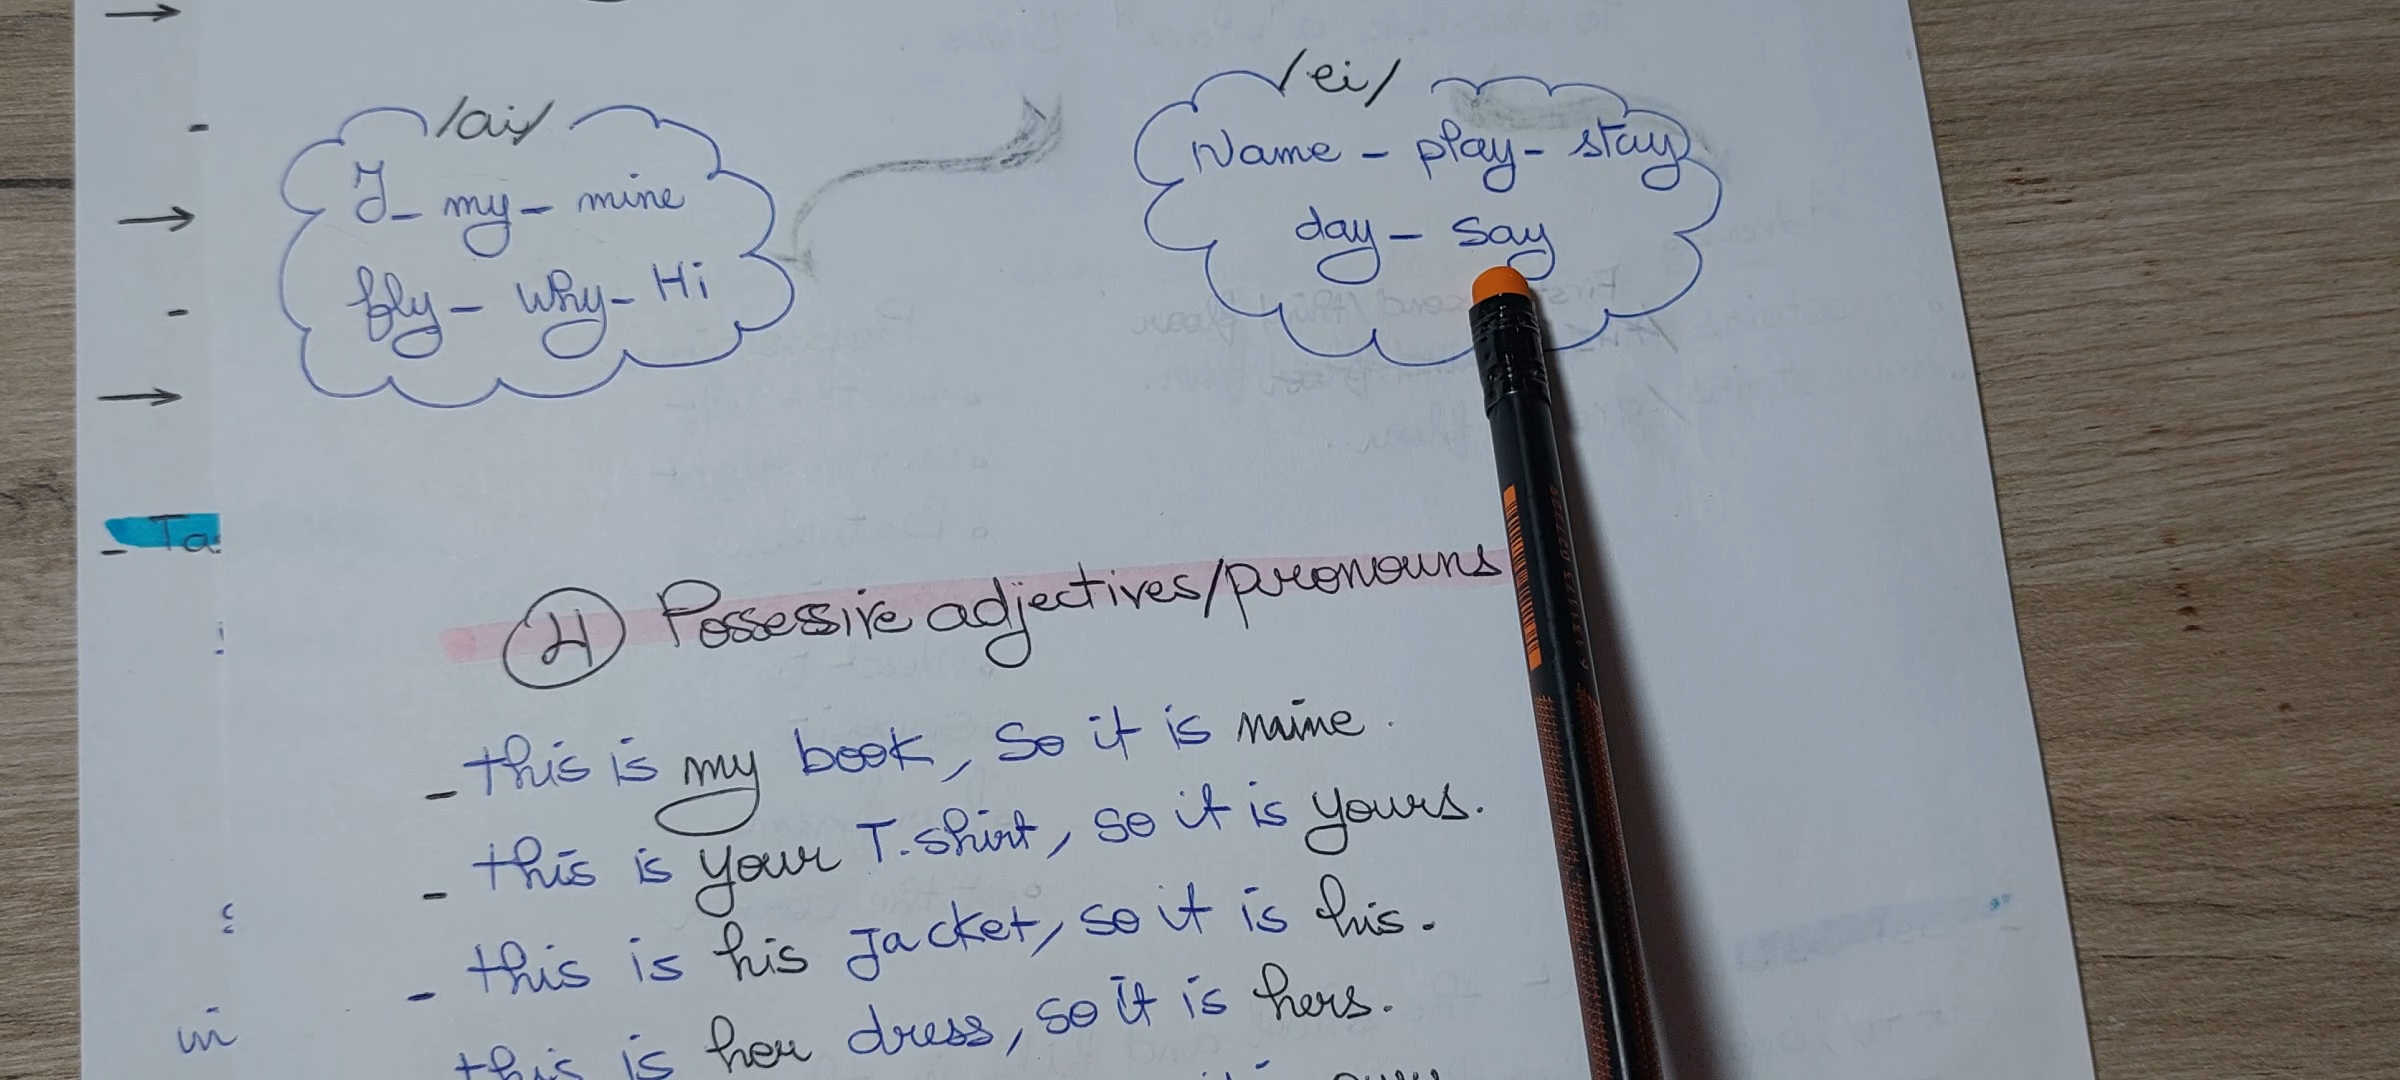 /ai/
I - my - mine
fly - why - Hi
/ei/
Name - play - stay
day - say
- Ta
4 Possessive adjectives/pronouns
- this is my book, So it is mine.
- this is your T.shirt, so it is yours.
- this is his Jacket, so it is his.
this is her dress, so it is hers.